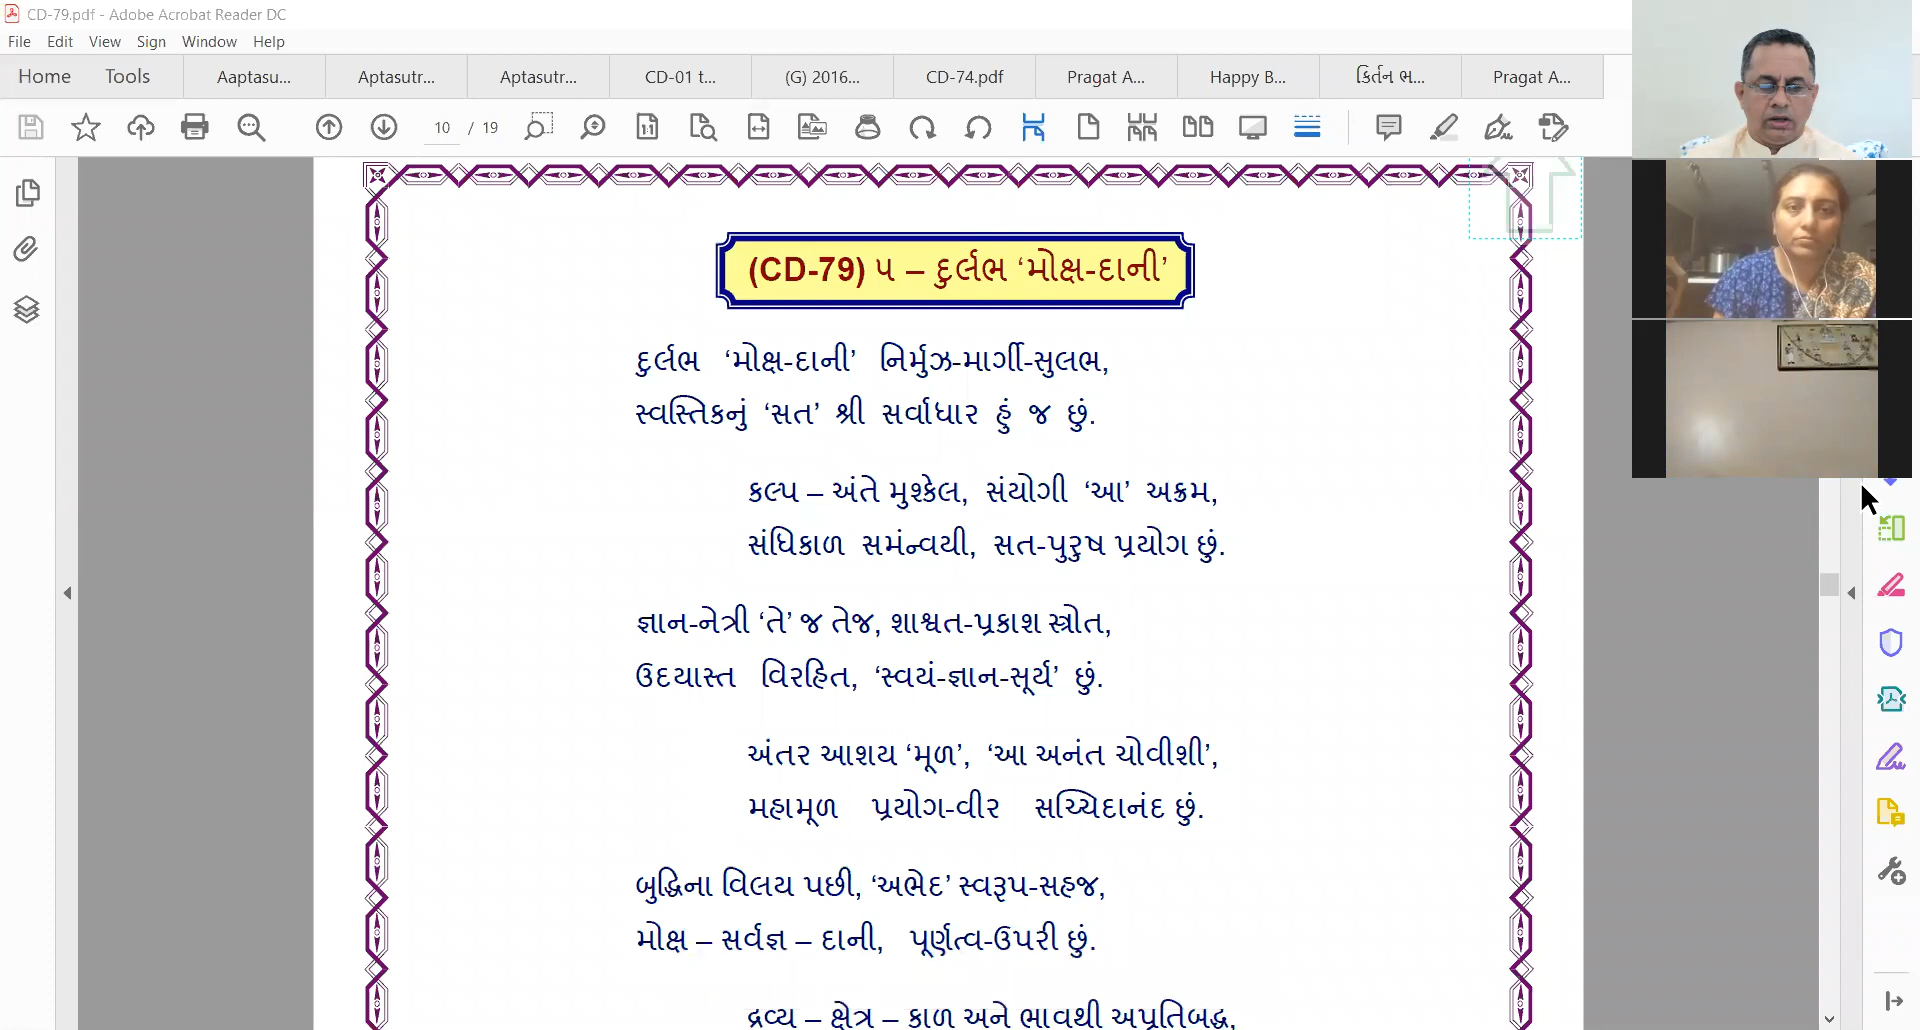 CD-79.pdf - Adobe Acrobat Reader DC
File Edit View Sign Window Help
Home Tools Aaptasu... Aptasutr... Aptasutr... CD-01 t... (G) 2016... CD-74.pdf Pragat A... Happy B... કિર્તન ભ... Pragat A...
10 / 19
(CD-79) ૫ – દુર્લભ ‘મોક્ષ-દાની’
દુર્લભ ‘મોક્ષ-દાની’ નિર્મુઝ-માર્ગી-સુલભ,
સ્વસ્તિકનું ‘સત’ શ્રી સર્વાધાર હું જ છું.
કલ્પ – અંતે મુશ્કેલ, સંયોગી ‘આ’ અક્રમ,
સંધિકાળ સમંન્વયી, સત-પુરુષ પ્રયોગ છું.
જ્ઞાન-નેત્રી ‘તે’ જ તેજ, શાશ્વત-પ્રકાશ સ્ત્રોત,
ઉદયાસ્ત વિરહિત, ‘સ્વયં-જ્ઞાન-સૂર્ય’ છું.
અંતર આશય ‘મૂળ’, ‘આ અનંત ચોવીશી’,
મહામૂળ પ્રયોગ-વીર સચ્ચિદાનંદ છું.
બુદ્ધિના વિલય પછી, ‘અભેદ’ સ્વરૂપ-સહજ,
મોક્ષ – સર્વજ્ઞ – દાની, પૂર્ણત્વ-ઉપરી છું.
દ્રવ્ય – ક્ષેત્ર – કાળ અને ભાવથી અપ્રતિબદ્ધ,